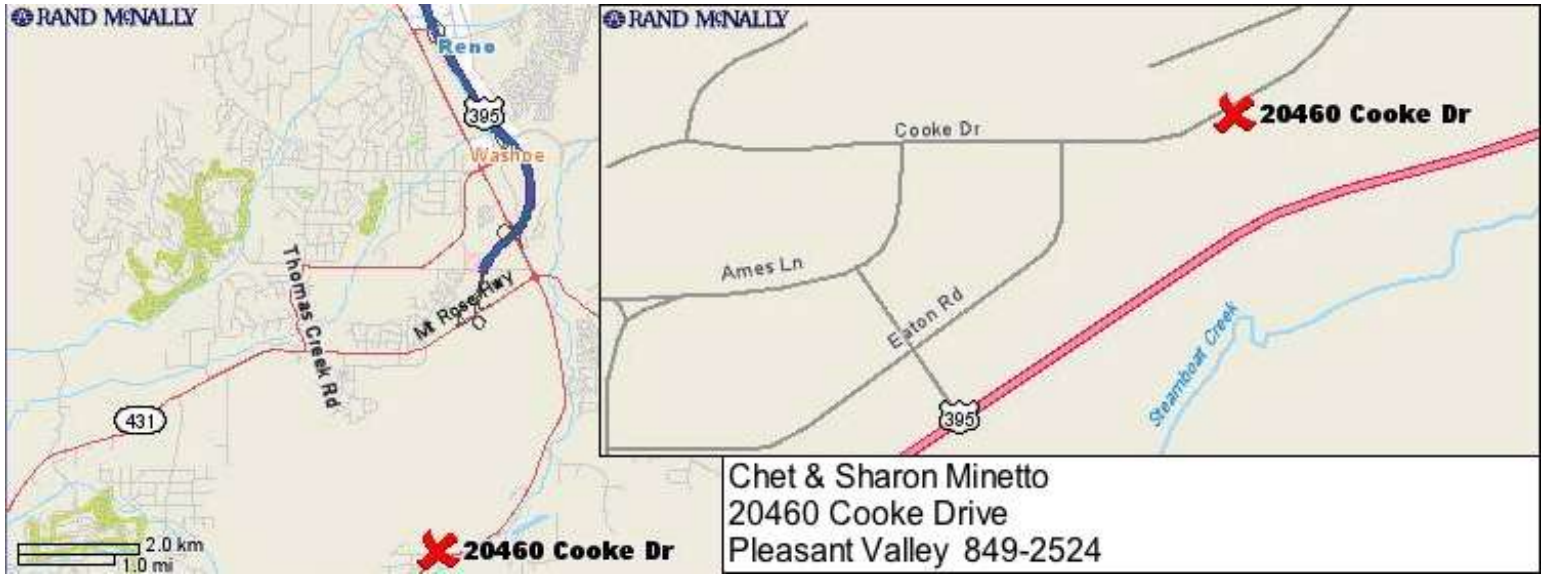 RAND McNALLY
Reno
395
Washoe
Thomas Creek Rd
Mt Rose Hwy
431
2.0 km
1.0 mi
20460 Cooke Dr
RAND McNALLY
Cooke Dr
20460 Cooke Dr
Ames Ln
Eaton Rd
Steamboat Creek
395
Chet & Sharon Minetto
20460 Cooke Drive
Pleasant Valley 849-2524